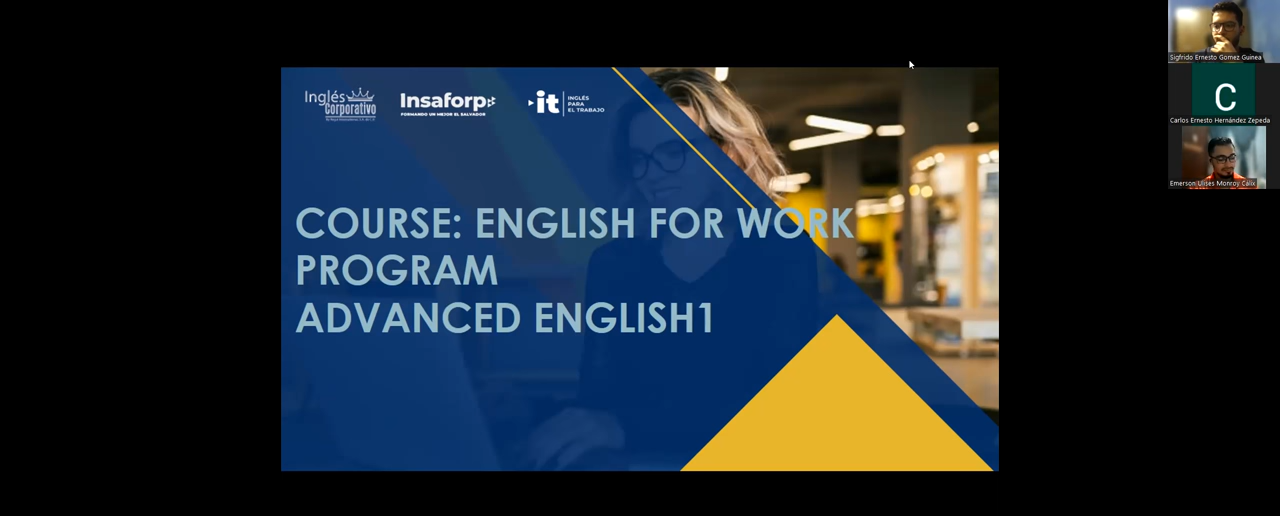 Inglés
Corporativo
Insaforp
FORMANDO UN MEJOR EL SALVADOR
it
INGLÉS
PARA
EL TRABAJO
COURSE: ENGLISH FOR WORK
PROGRAM
ADVANCED ENGLISH1
Sigfrido Ernesto Gomez Guinea
C
Carlos Ernesto Hernández Zepeda
Emerson Ulises Monroy Calix